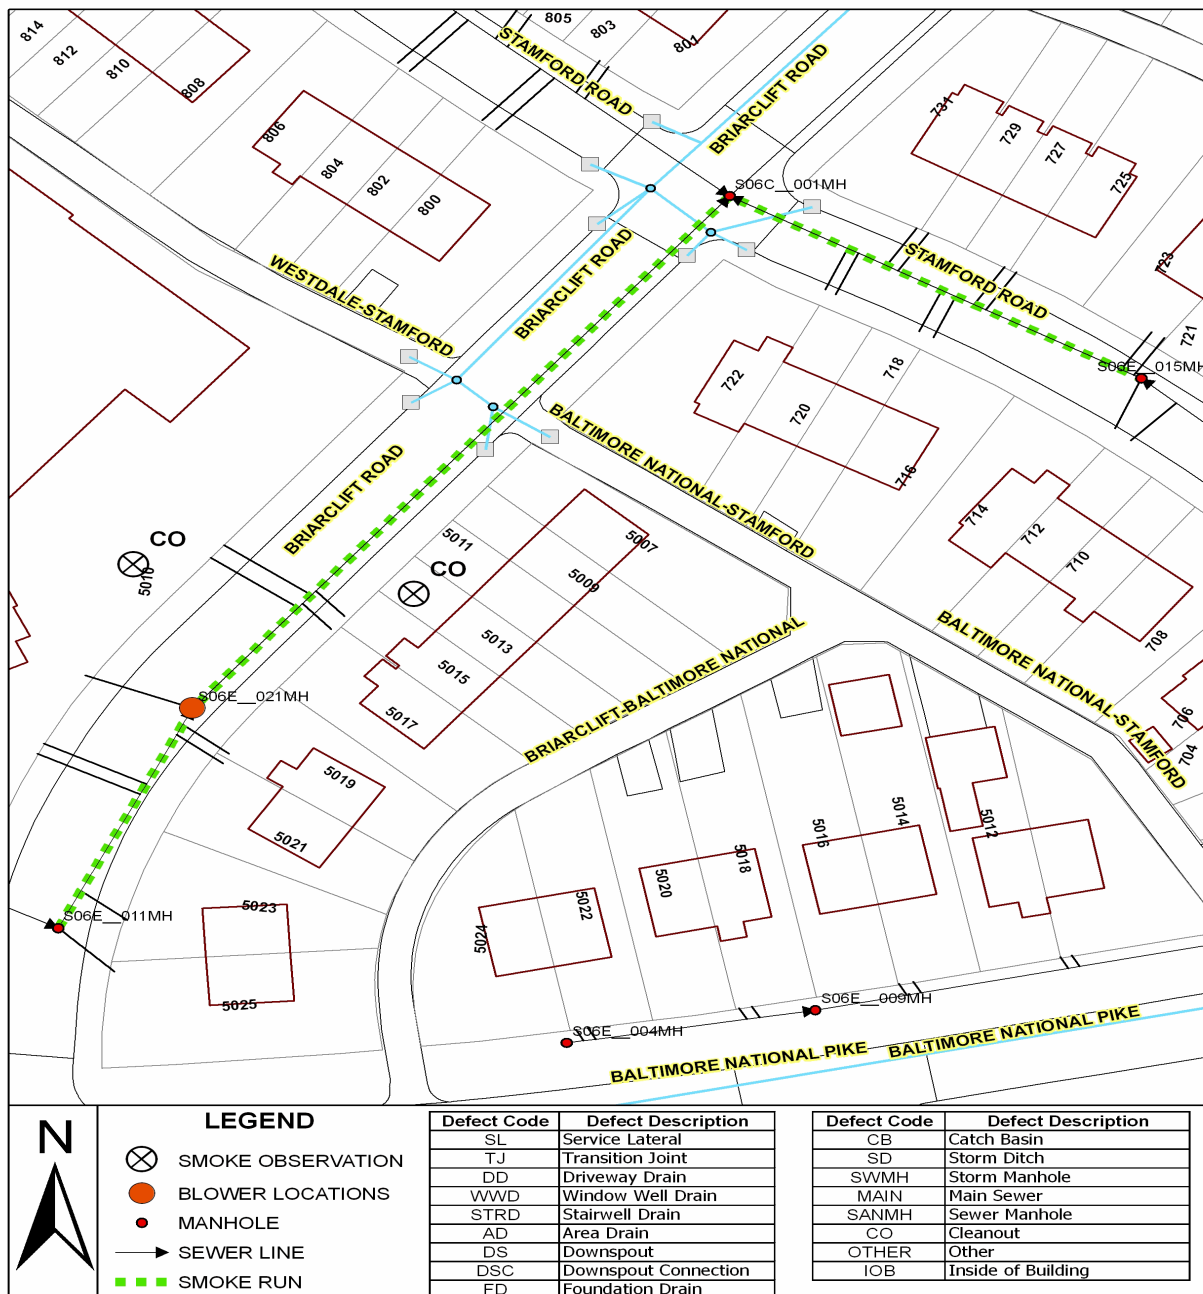 814
812
810
808
805
803
801
STAMFORD ROAD
BRIARCLIFT ROAD
806
804
802
800
731
729
727
725
723
721
S06C__001MH
STAMFORD ROAD
WESTDALE-STAMFORD
BRIARCLIFT ROAD
S06E__015MH
722
720
718
716
BALTIMORE NATIONAL-STAMFORD
BRIARCLIFT ROAD
714
712
710
708
706
704
CO
5010
CO
5011
5007
5009
5013
5015
5017
BALTIMORE NATIONAL-STAMFORD
BRIARCLIFT-BALTIMORE NATIONAL
S06E__021MH
5019
5021
5014
5012
5016
5018
5020
5022
5024
S06E__011MH
5023
5025
S06E__009MH
S06E__004MH
BALTIMORE NATIONAL PIKE
BALTIMORE NATIONAL PIKE
N
LEGEND
SMOKE OBSERVATION
BLOWER LOCATIONS
MANHOLE
SEWER LINE
SMOKE RUN
Defect Code Defect Description
SL Service Lateral
TJ Transition Joint
DD Driveway Drain
WWD Window Well Drain
STRD Stairwell Drain
AD Area Drain
DS Downspout
DSC Downspout Connection
FD Foundation Drain
Defect Code Defect Description
CB Catch Basin
SD Storm Ditch
SWMH Storm Manhole
MAIN Main Sewer
SANMH Sewer Manhole
CO Cleanout
OTHER Other
IOB Inside of Building